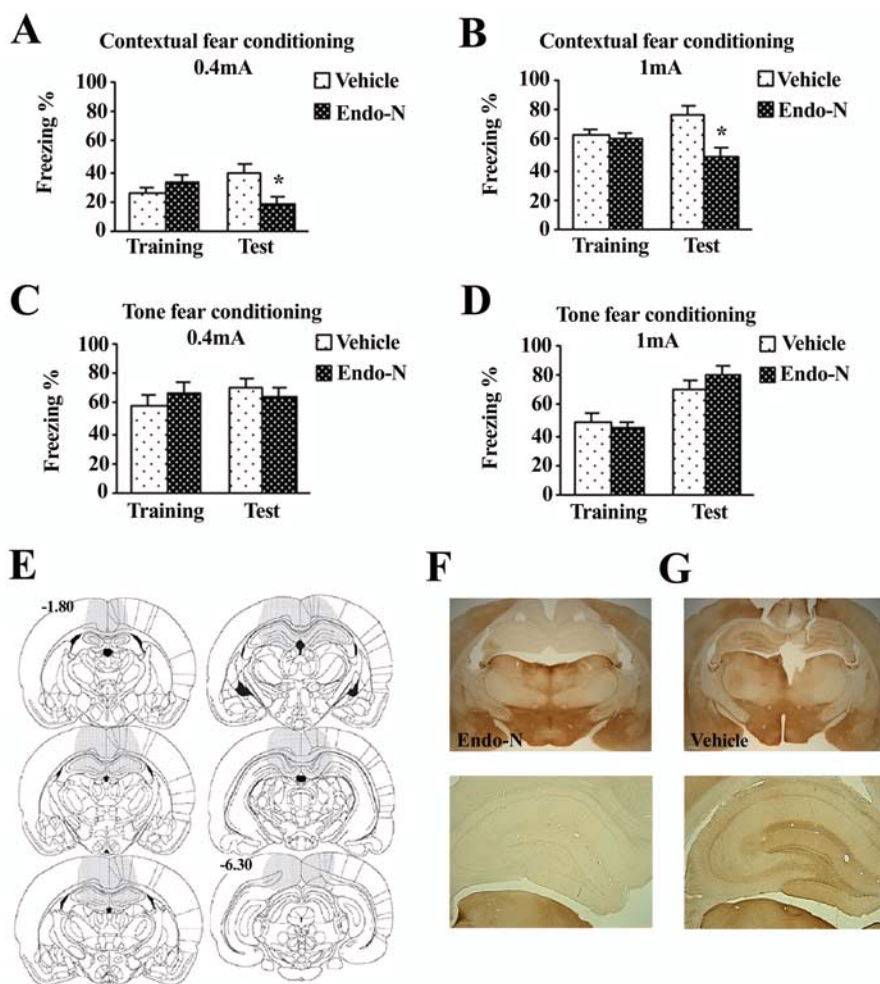 A
Contextual fear conditioning
0.4mA
Freezing %
100
80
60
40
20
0
Training
Test
*
Vehicle
Endo-N
B
Contextual fear conditioning
1mA
Freezing %
100
80
60
40
20
0
Training
Test
*
Vehicle
Endo-N
C
Tone fear conditioning
0.4mA
Freezing %
100
80
60
40
20
0
Training
Test
Vehicle
Endo-N
D
Tone fear conditioning
1mA
Freezing %
100
80
60
40
20
0
Training
Test
Vehicle
Endo-N
E
-1.80
-6.30
F
Endo-N
G
Vehicle